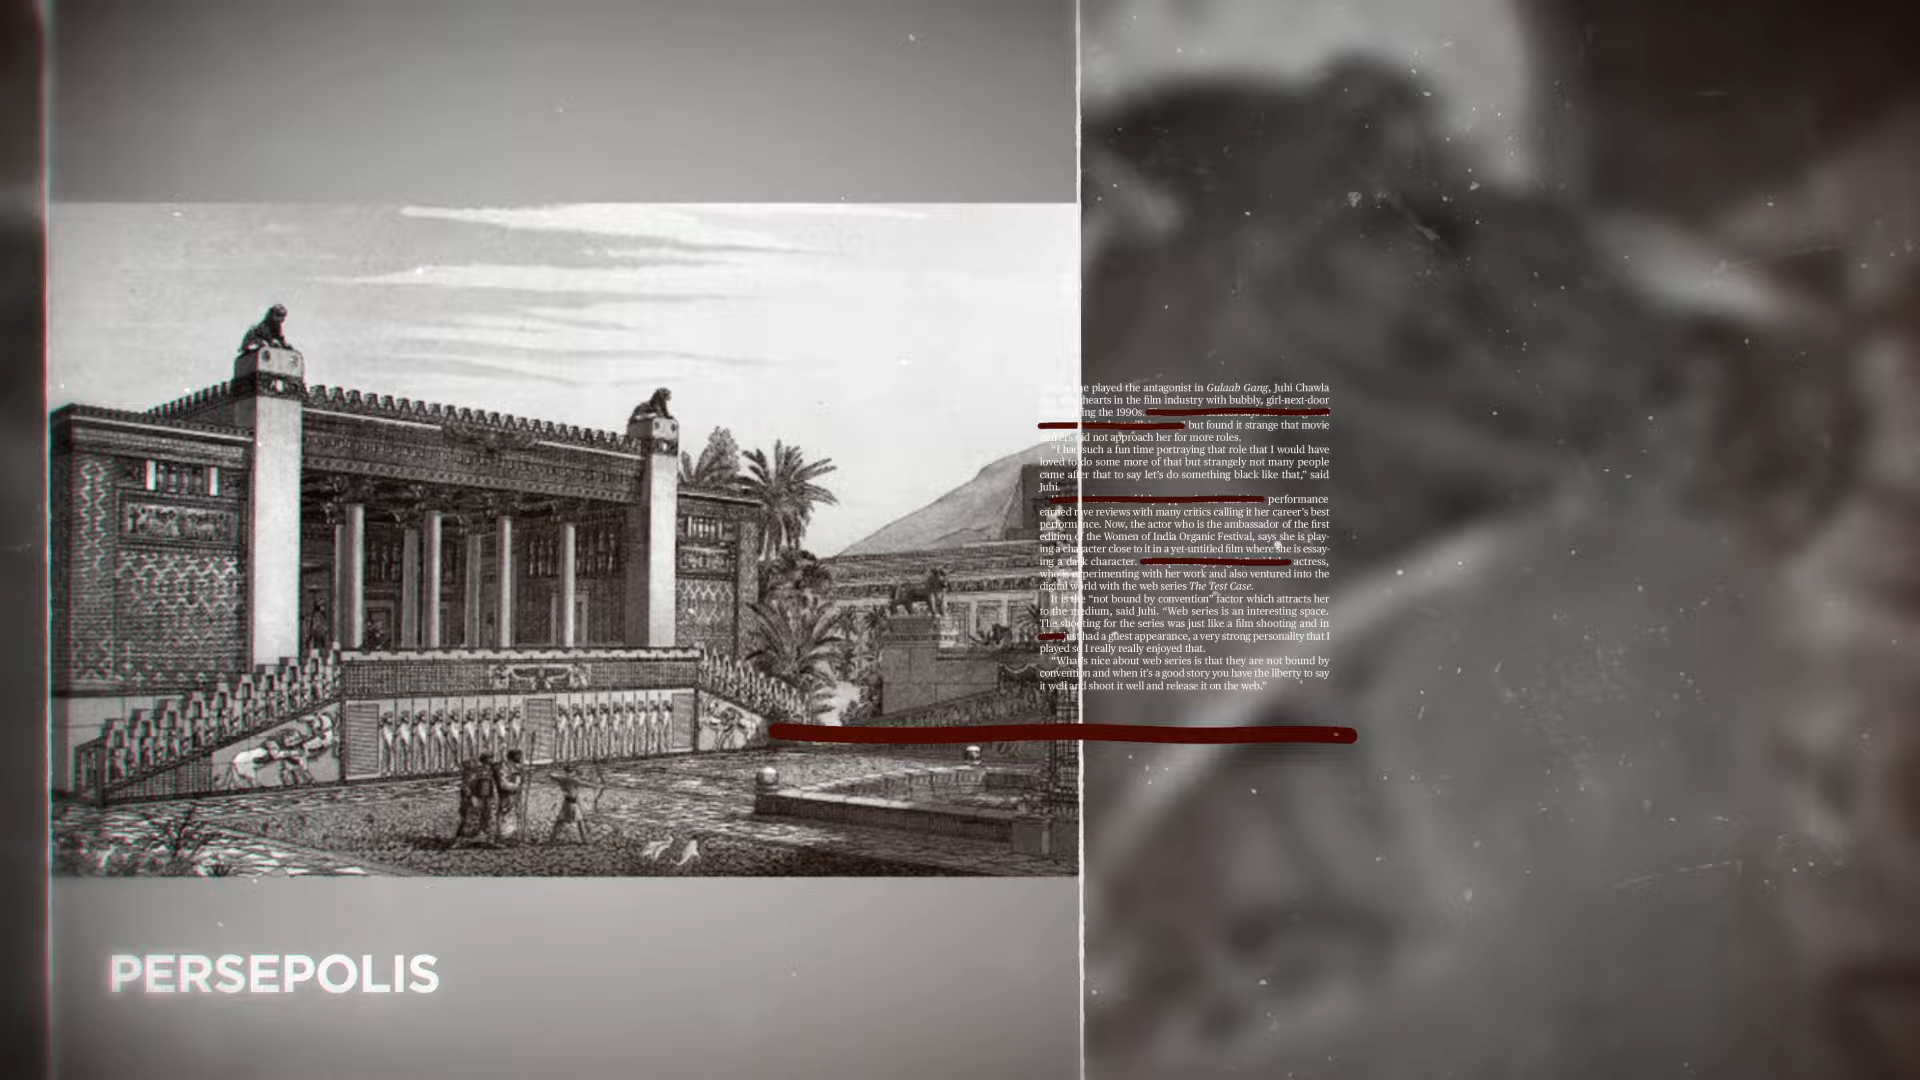 he played the antagonist in Gulaab Gang, Juhi Chawla
hearts in the film industry with bubbly, girl-next-door
ing the 1990s.
but found it strange that movie
makers did not approach her for more roles.
“I had such a fun time portraying that role that I would have
loved to do some more of that but strangely not many people
came after that to say let’s do something black like that,” said
Juhi.
performance
earned rave reviews with many critics calling it her career’s best
performance. Now, the actor who is the ambassador of the first
edition of the Women of India Organic Festival, says she is play-
ing a character close to it in a yet-untitled film where she is essay-
ing a dark character. actress,
who is experimenting with her work and also ventured into the
digital world with the web series The Test Case.
It is the “not bound by convention” factor which attracts her
to the medium, said Juhi. “Web series is an interesting space.
The shooting for the series was just like a film shooting and in
just had a guest appearance, a very strong personality that I
played so I really really enjoyed that.
“What’s nice about web series is that they are not bound by
convention and when it’s a good story you have the liberty to say
it well and shoot it well and release it on the web.”
PERSEPOLIS